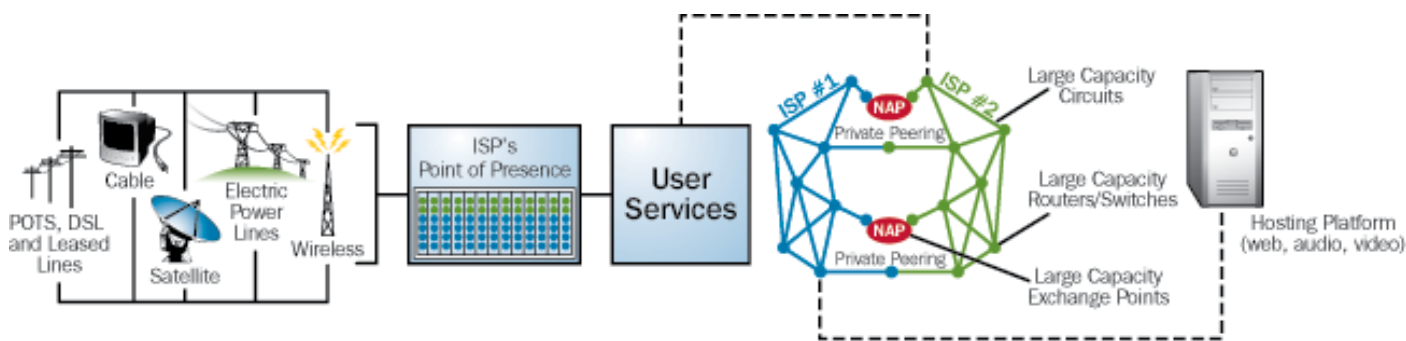 POTS, DSL
and Leased
Lines
Cable
Satellite
Electric
Power
Lines
Wireless
ISP's
Point of Presence
User
Services
ISP #1
NAP
ISP #2
Private Peering
NAP
Private Peering
Large Capacity
Circuits
Large Capacity
Routers/Switches
Large Capacity
Exchange Points
Hosting Platform
(web, audio, video)